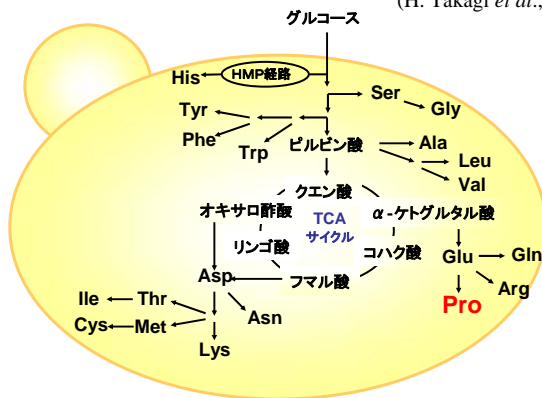 (H. Takagi et al.,
グルコース
His
HMP経路
Ser
Gly
Tyr
Phe
Trp
ピルビン酸
Ala
Leu
Val
クエン酸
オキサロ酢酸
TCA
サイクル
α-ケトグルタル酸
リンゴ酸
コハク酸
Glu
Gln
Asp
フマル酸
Arg
Pro
Ile
Thr
Asn
Cys
Met
Lys